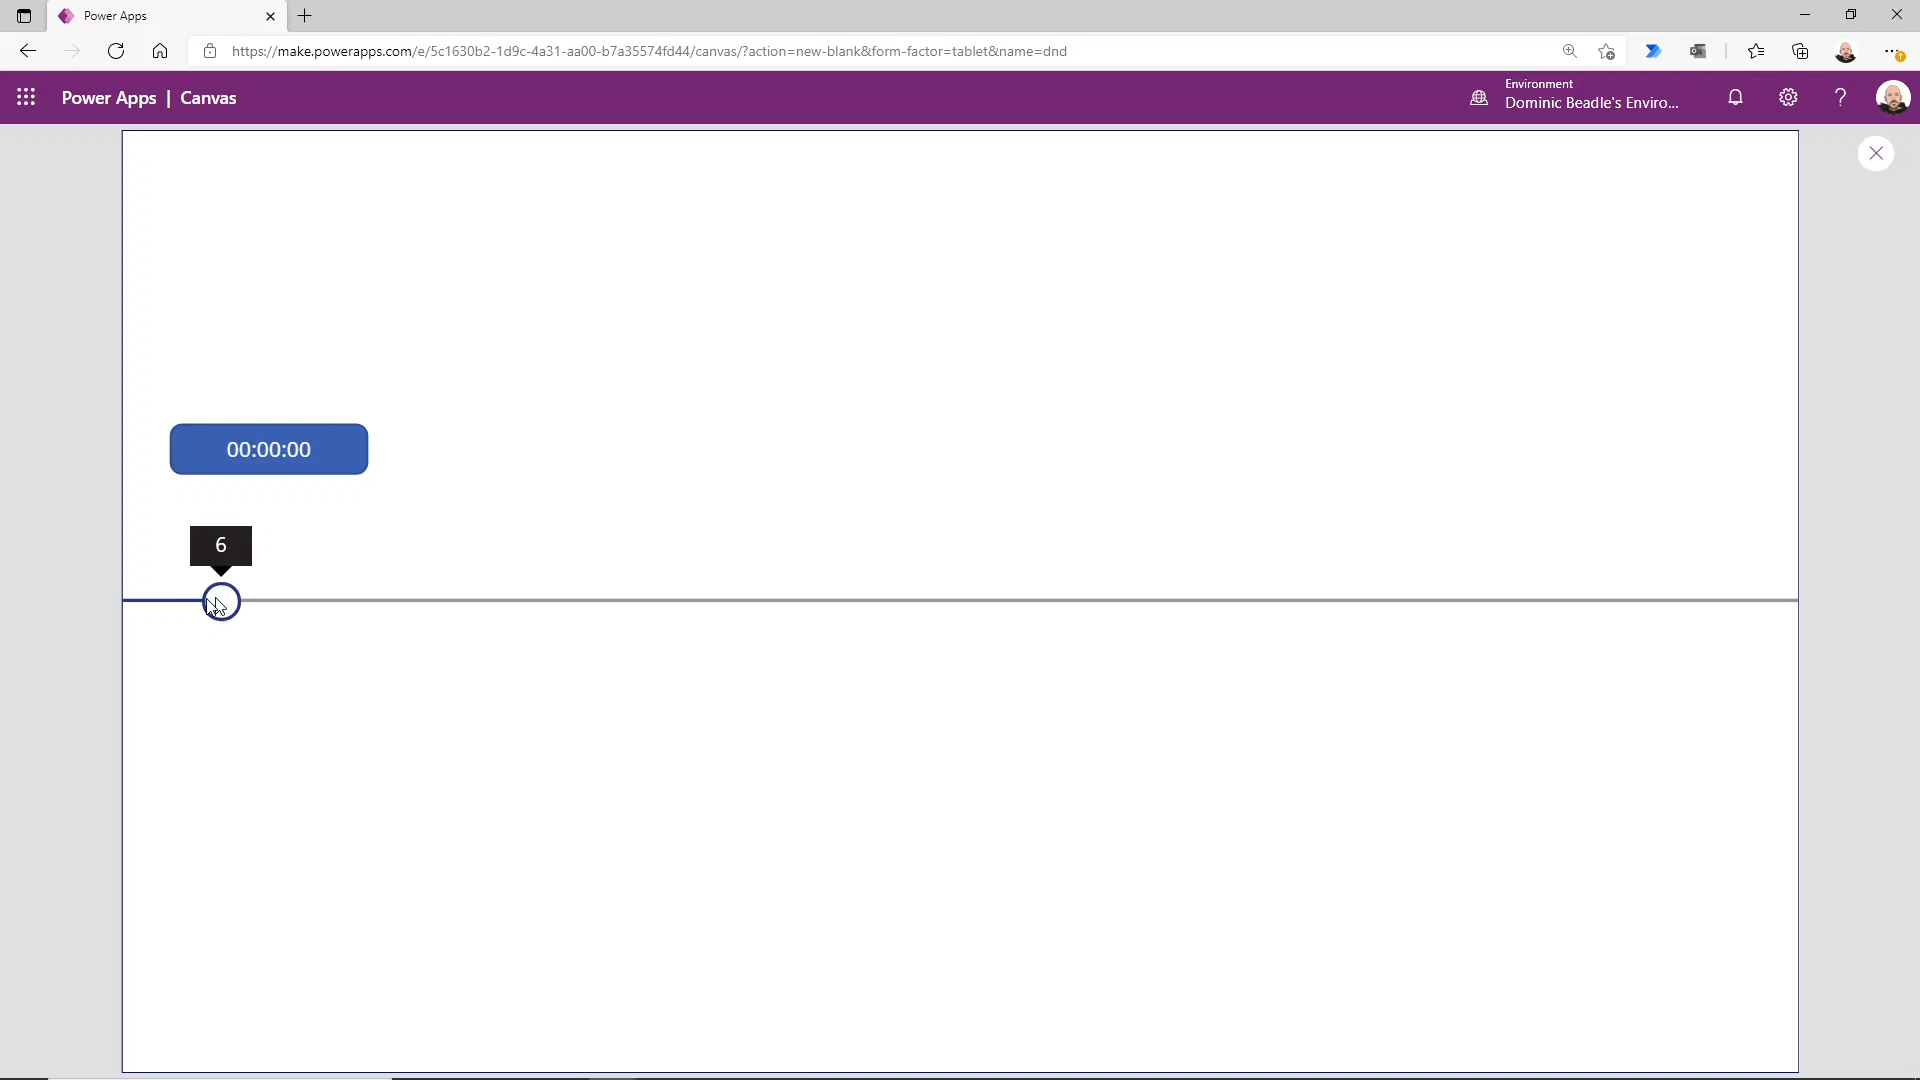 Power Apps
https://make.powerapps.com/e/5c1630b2-1d9c-4a31-aa00-b7a35574fd44/canvas/?action=new-blank&form-factor=tablet&name=dnd
Power Apps | Canvas
Environment
Dominic Beadle's Enviro...
00:00:00
6